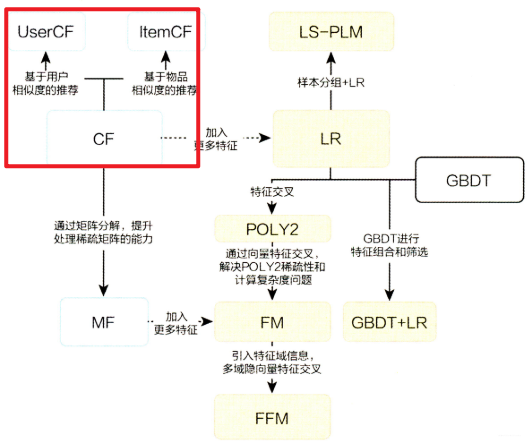 UserCF
ItemCF
LS-PLM
基于用户
相似度的推荐
基于物品
相似度的推荐
样本分组+LR
CF
加入
更多特征
LR
GBDT
特征交叉
通过矩阵分解，提升
处理稀疏矩阵的能力
POLY2
GBDT进行
特征组合和筛选
通过向量特征交叉，
解决POLY2稀疏性和
计算复杂度问题
MF
加入
更多特征
FM
GBDT+LR
引入特征域信息，
多域隐向量特征交叉
FFM